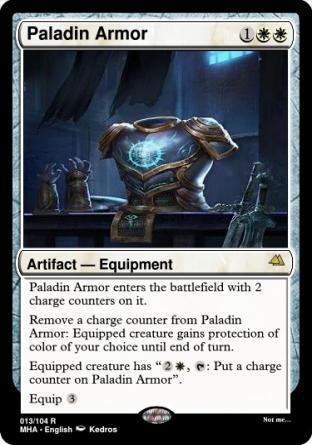 Paladin Armor 1
Artifact — Equipment
Paladin Armor enters the battlefield with 2
charge counters on it.
Remove a charge counter from Paladin
Armor: Equipped creature gains protection of
color of your choice until end of turn.
Equipped creature has “2, : Put a charge
counter on Paladin Armor”.
Equip 3
013/104 R
MHA • English Kedros
Not me...